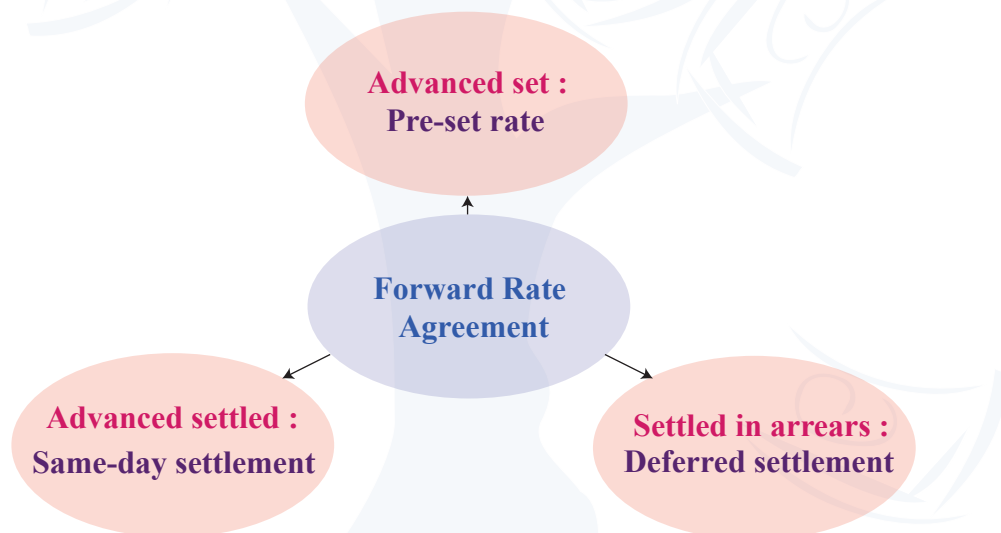 Advanced set :
Pre-set rate
Forward Rate
Agreement
Advanced settled :
Same-day settlement
Settled in arrears :
Deferred settlement